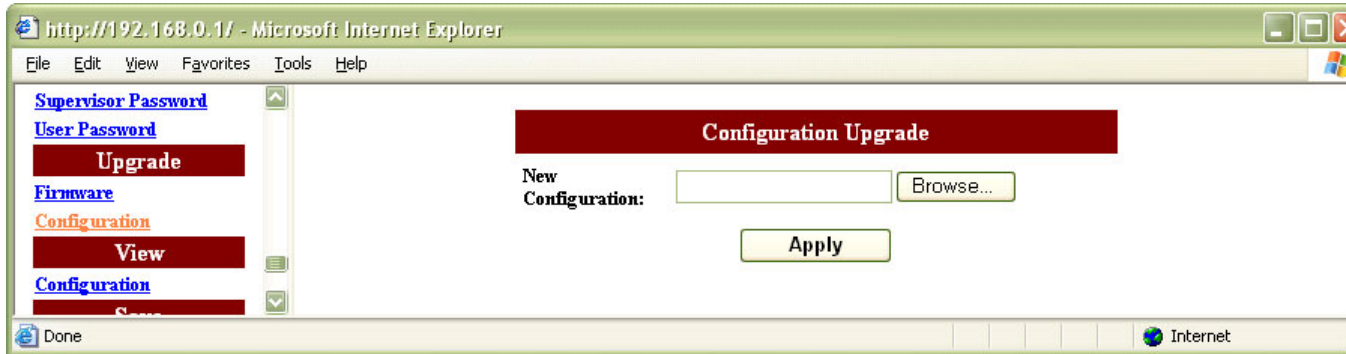 http://192.168.0.1/ - Microsoft Internet Explorer
File Edit View Favorites Tools Help
Supervisor Password
User Password
Upgrade
Firmware
Configuration
View
Configuration
Save
Configuration Upgrade
New
Configuration:
Browse...
Apply
Done
Internet